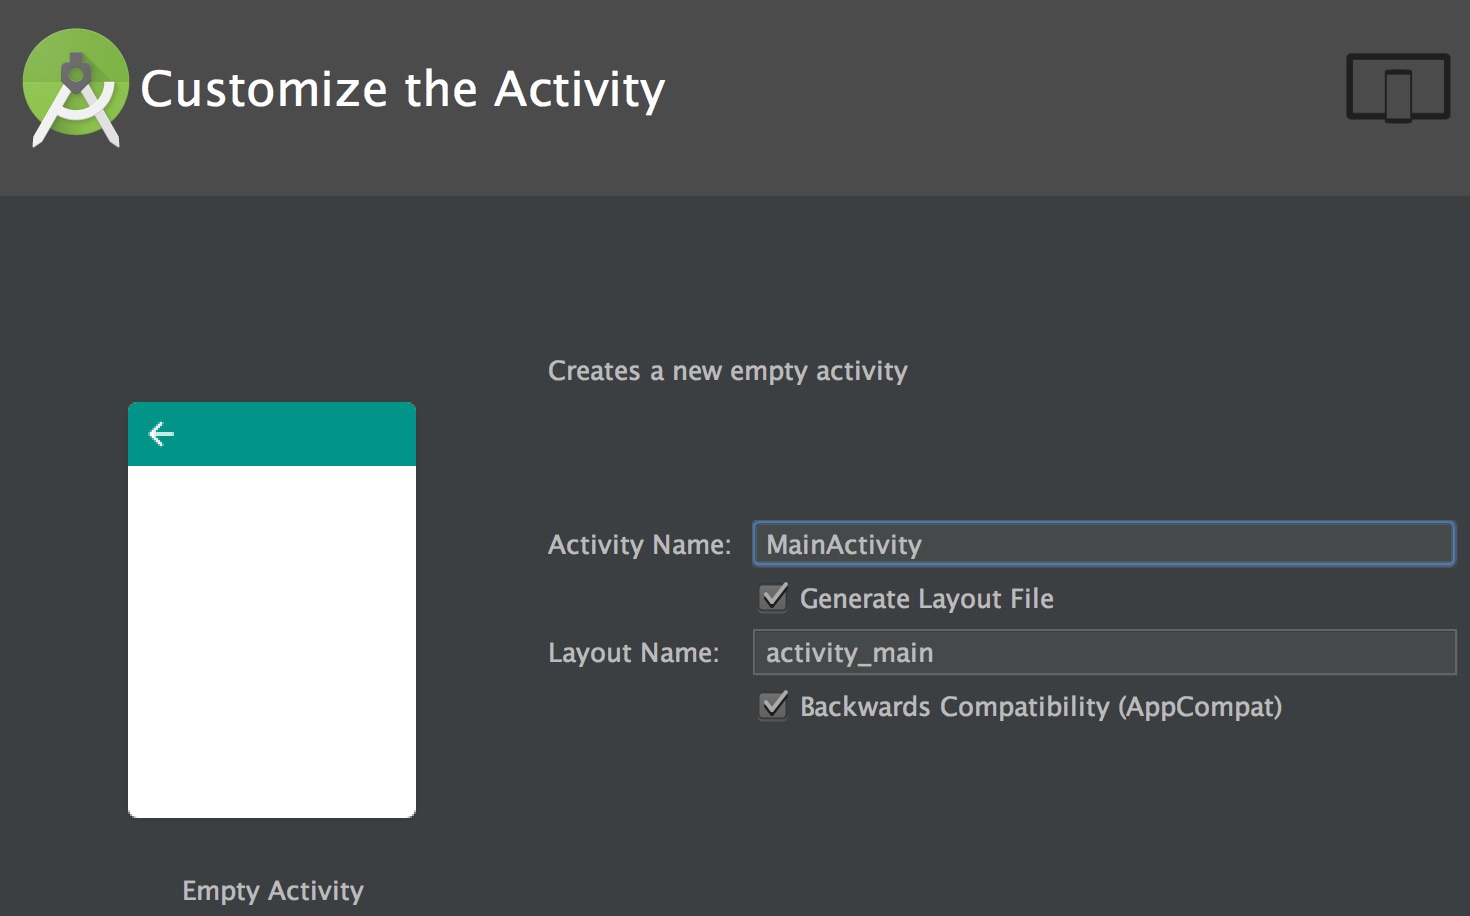 Customize the Activity
Creates a new empty activity
Activity Name: MainActivity
Generate Layout File
Layout Name: activity_main
Backwards Compatibility (AppCompat)
Empty Activity